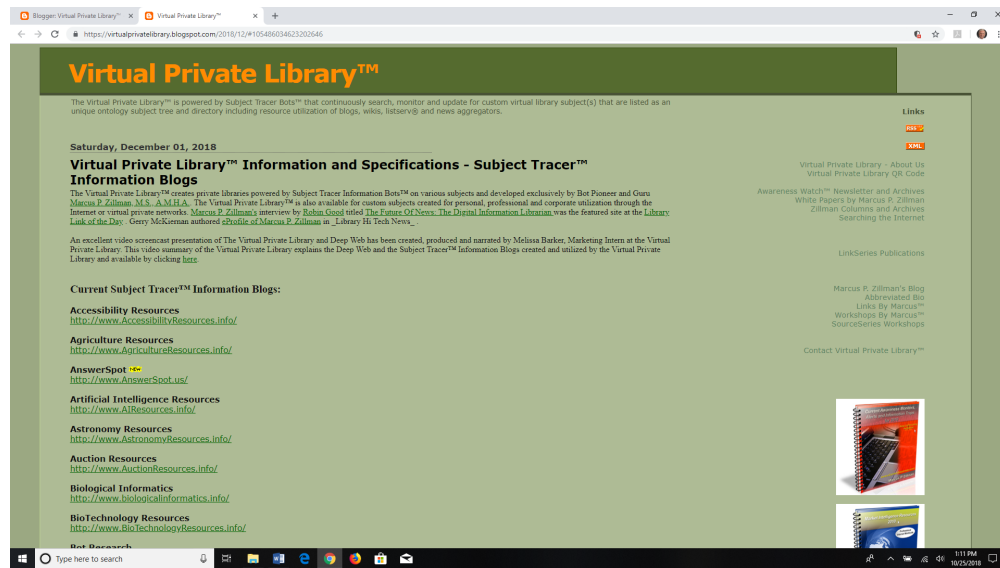 Blogger: Virtual Private Library™
Virtual Private Library™
https://virtualprivatelibrary.blogspot.com/2018/12/#105486034623202646
Virtual Private Library™
The Virtual Private Library™ is powered by Subject Tracer Bots™ that continuously search, monitor and update for custom virtual library subject(s) that are listed as an
unique ontology subject tree and directory including resource utilization of blogs, wikis, listserv® and news aggregators.
Saturday, December 01, 2018
Virtual Private Library™ Information and Specifications - Subject Tracer™
Information Blogs
The Virtual Private Library™ creates private libraries powered by Subject Tracer Information Bots™ on various subjects and developed exclusively by Bot Pioneer and Guru
Marcus P. Zillman, M.S., A.M.H.A.. The Virtual Private Library™ is also available for custom subjects created for personal, professional and corporate utilization through the
Internet or virtual private networks. Marcus P. Zillman's interview by Robin Good titled The Future Of News: The Digital Information Librarian was the featured site at the Library
Link of the Day . Gerry McKiernan authored eProfile of Marcus P. Zillman in _Library Hi Tech News_ .
An excellent video screencast presentation of The Virtual Private Library and Deep Web has been created, produced and narrated by Melissa Barker, Marketing Intern at the Virtual
Private Library. This video summary of the Virtual Private Library explains the Deep Web and the Subject Tracer™ Information Blogs created and utilized by the Virtual Private
Library and available by clicking here.
Current Subject Tracer™ Information Blogs:
Accessibility Resources
http://www.AccessibilityResources.info/
Agriculture Resources
http://www.AgricultureResources.info/
AnswerSpot NEW
http://www.AnswerSpot.us/
Artificial Intelligence Resources
http://www.AIResources.info/
Astronomy Resources
http://www.AstronomyResources.info/
Auction Resources
http://www.AuctionResources.info/
Biological Informatics
http://www.biologicalinformatics.info/
BioTechnology Resources
http://www.BioTechnologyResources.info/
Bot Research
Links
RSS
XML
Virtual Private Library - About Us
Virtual Private Library QR Code
Awareness Watch™ Newsletter and Archives
White Papers by Marcus P. Zillman
Zillman Columns and Archives
Searching the Internet
LinkSeries Publications
Marcus P. Zillman's Blog
Abbreviated Bio
Links By Marcus™
Workshops By Marcus™
SourceSeries Workshops
Contact Virtual Private Library™
Type here to search
1:11 PM
10/25/2018